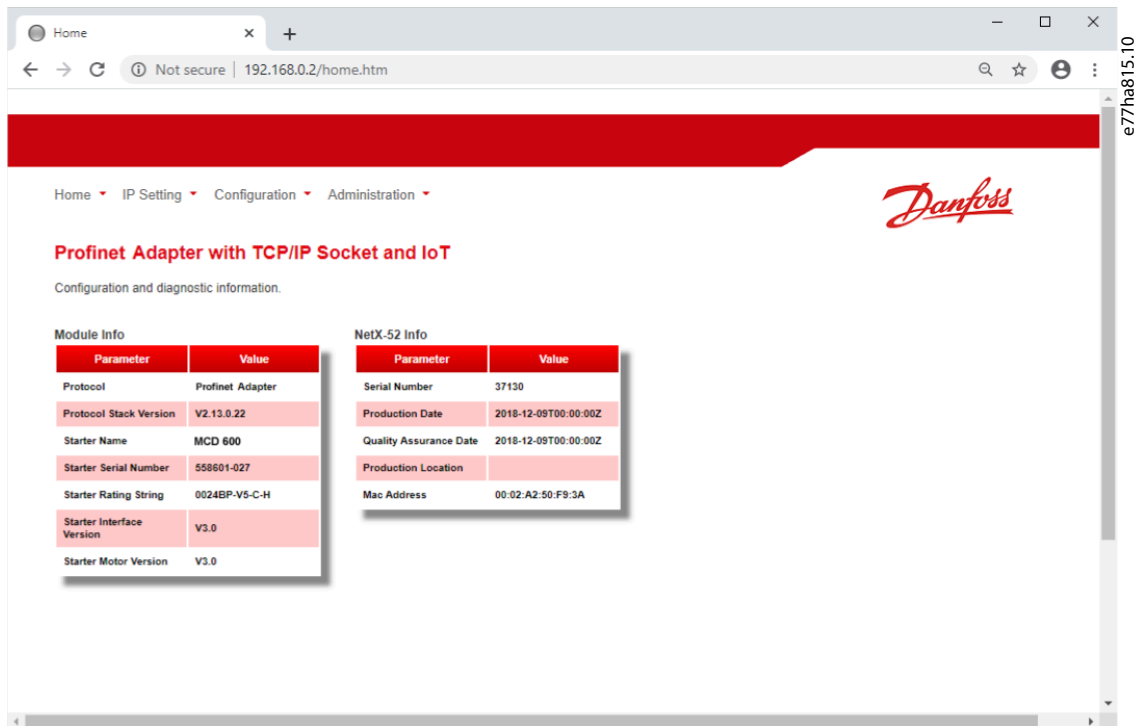 Home
Not secure | 192.168.0.2/home.htm
e77ha815.10
Home IP Setting Configuration Administration
Danfoss
Profinet Adapter with TCP/IP Socket and IoT
Configuration and diagnostic information.
Module Info
Parameter Value
Protocol Profinet Adapter
Protocol Stack Version V2.13.0.22
Starter Name MCD 600
Starter Serial Number 558601-027
Starter Rating String 0024BP-V5-C-H
Starter Interface
Version V3.0
Starter Motor Version V3.0
NetX-52 Info
Parameter Value
Serial Number 37130
Production Date 2018-12-09T00:00:00Z
Quality Assurance Date 2018-12-09T00:00:00Z
Production Location
Mac Address 00:02:A2:50:F9:3A